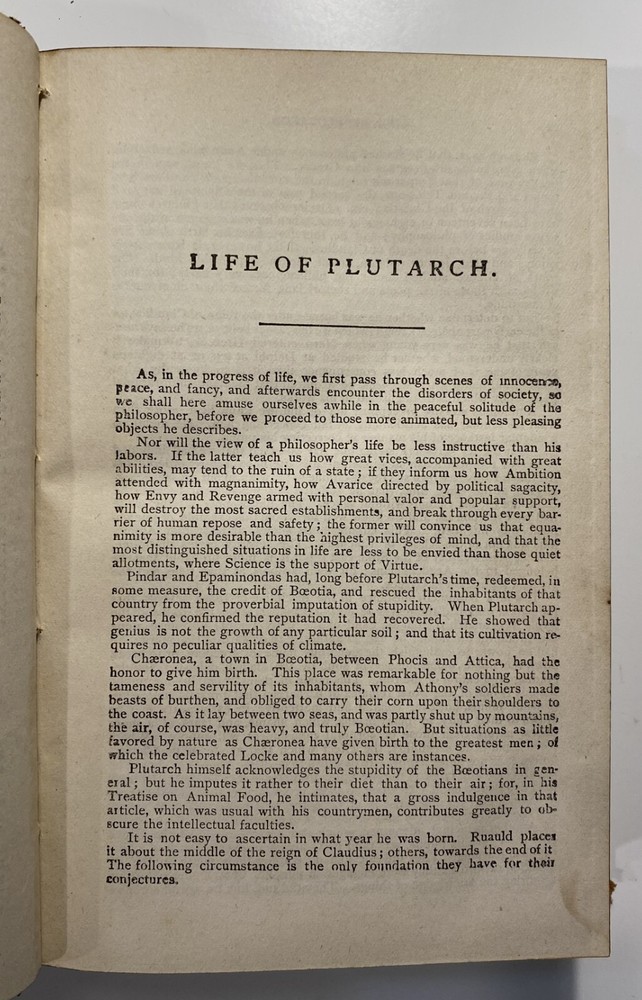 LIFE OF PLUTARCH.
As, in the progress of life, we first pass through scenes of innocence,
peace, and fancy, and afterwards encounter the disorders of society, so
we shall here amuse ourselves awhile in the peaceful solitude of the
philosopher, before we proceed to those more animated, but less pleasing
objects he describes.
Nor will the view of a philosopher's life be less instructive than his
labors. If the latter teach us how great vices, accompanied with great
abilities, may tend to the ruin of a state; if they inform us how Ambition
attended with magnanimity, how Avarice directed by political sagacity,
how Envy and Revenge armed with personal valor and popular support,
will destroy the most sacred establishments, and break through every bar-
rier of human repose and safety; the former will convince us that equa-
nimity is more desirable than the highest privileges of mind, and that the
most distinguished situations in life are less to be envied than those quiet
allotments, where Science is the support of Virtue.
Pindar and Epaminondas had, long before Plutarch's time, redeemed, in
some measure, the credit of Bœotia, and rescued the inhabitants of that
country from the proverbial imputation of stupidity. When Plutarch ap-
peared, he confirmed the reputation it had recovered. He showed that
genius is not the growth of any particular soil; and that its cultivation re-
quires no peculiar qualities of climate.
Chæronea, a town in Bœotia, between Phocis and Attica, had the
honor to give him birth. This place was remarkable for nothing but the
tameness and servility of its inhabitants, whom Athony's soldiers made
beasts of burthen, and obliged to carry their corn upon their shoulders to
the coast. As it lay between two seas, and was partly shut up by mountains,
the air, of course, was heavy, and truly Bœotian. But situations as little
favored by nature as Chæronea have given birth to the greatest men; of
which the celebrated Locke and many others are instances.
Plutarch himself acknowledges the stupidity of the Bœotians in gen-
eral; but he imputes it rather to their diet than to their air; for, in his
Treatise on Animal Food, he intimates, that a gross indulgence in that
article, which was usual with his countrymen, contributes greatly to ob-
scure the intellectual faculties.
It is not easy to ascertain in what year he was born. Ruauld places
it about the middle of the reign of Claudius; others, towards the end of it
The following circumstance is the only foundation they have for their
conjectures.